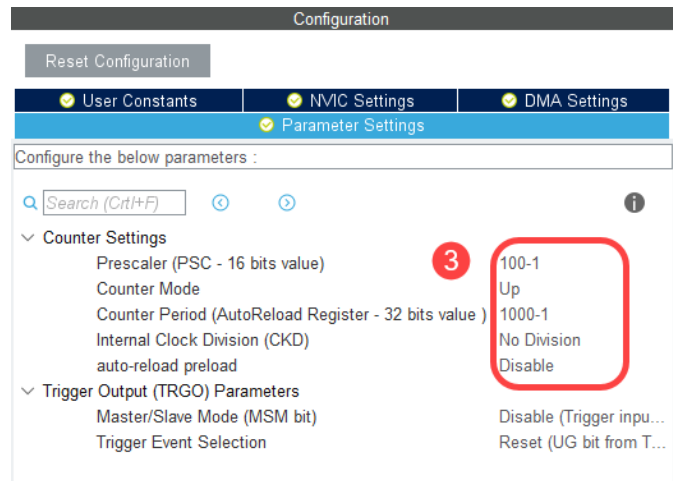 Configuration
Reset Configuration
User Constants NVIC Settings DMA Settings
Parameter Settings
Configure the below parameters :
Search (Crtl+F)
Counter Settings
Prescaler (PSC - 16 bits value) 3 100-1
Counter Mode Up
Counter Period (AutoReload Register - 32 bits value ) 1000-1
Internal Clock Division (CKD) No Division
auto-reload preload Disable
Trigger Output (TRGO) Parameters
Master/Slave Mode (MSM bit) Disable (Trigger inpu...
Trigger Event Selection Reset (UG bit from T...